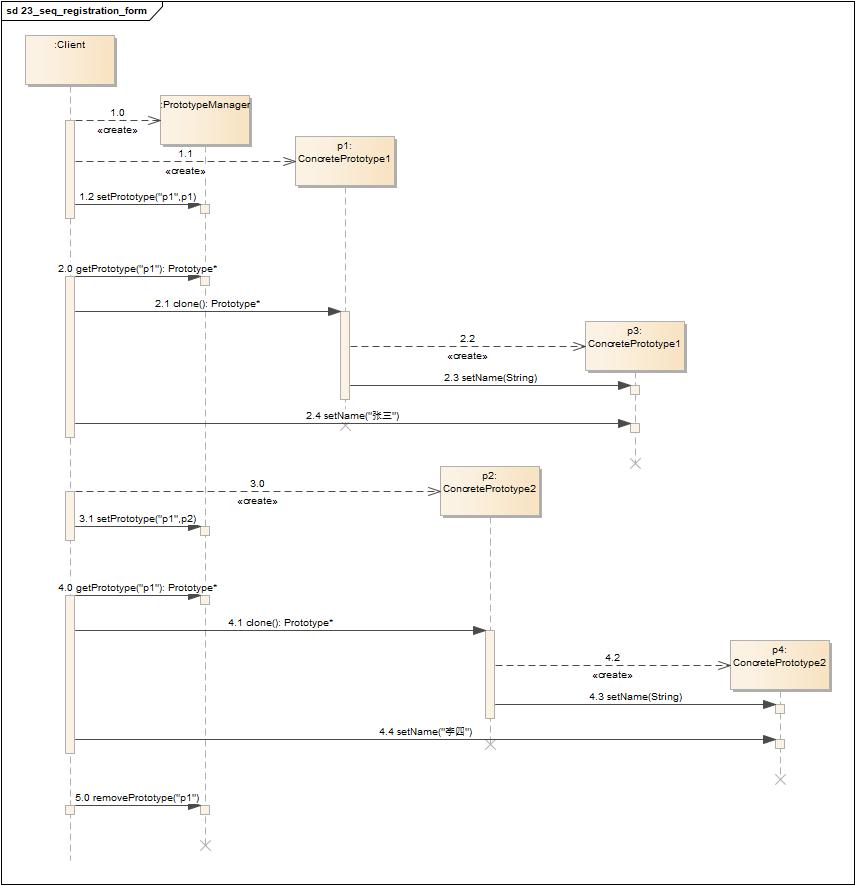 sd 23_seq_registration_form
:Client
:PrototypeManager
1.0
«create»
p1:
ConcretePrototype1
1.1
«create»
1.2 setPrototype("p1",p1)
2.0 getPrototype("p1"): Prototype*
2.1 clone(): Prototype*
p3:
ConcretePrototype1
2.2
«create»
2.3 setName(String)
2.4 setName("张三")
p2:
ConcretePrototype2
3.0
«create»
3.1 setPrototype("p1",p2)
4.0 getPrototype("p1"): Prototype*
4.1 clone(): Prototype*
p4:
ConcretePrototype2
4.2
«create»
4.3 setName(String)
4.4 setName("李四")
5.0 removePrototype("p1")